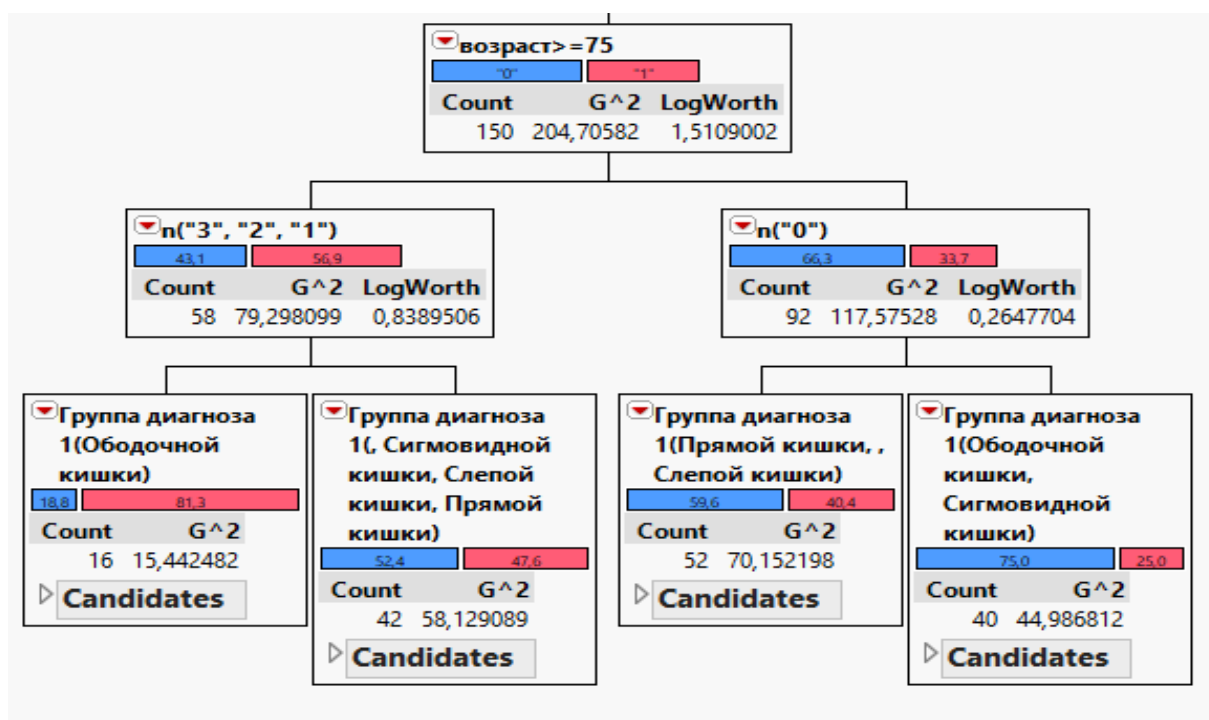 возраст>=75
"0" "1"
Count G^2 LogWorth
150 204,70582 1,5109002
n("3", "2", "1")
43,1 56,9
Count G^2 LogWorth
58 79,298099 0,8389506
n("0")
66,3 33,7
Count G^2 LogWorth
92 117,57528 0,2647704
Группа диагноза
1(Ободочной
кишки)
18,8 81,3
Count G^2
16 15,442482
Candidates
Группа диагноза
1(, Сигмовидной
кишки, Слепой
кишки, Прямой
кишки)
52,4 47,6
Count G^2
42 58,129089
Candidates
Группа диагноза
1(Прямой кишки, ,
Слепой кишки)
59,6 40,4
Count G^2
52 70,152198
Candidates
Группа диагноза
1(Ободочной
кишки,
Сигмовидной
кишки)
75,0 25,0
Count G^2
40 44,986812
Candidates